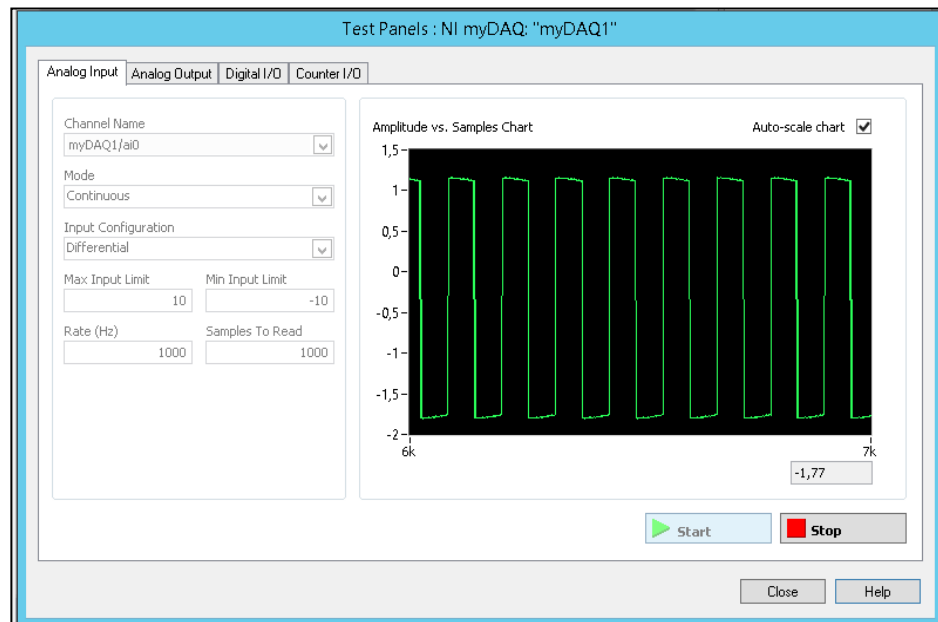 Test Panels : NI myDAQ: "myDAQ1"
Analog Input Analog Output Digital I/O Counter I/O
Channel Name
myDAQ1/ai0
Mode
Continuous
Input Configuration
Differential
Max Input Limit Min Input Limit
10 -10
Rate (Hz) Samples To Read
1000 1000
Amplitude vs. Samples Chart Auto-scale chart
1,5
1
0,5
0
-0,5
-1
-1,5
-2
6k 7k
-1,77
Start Stop
Close Help